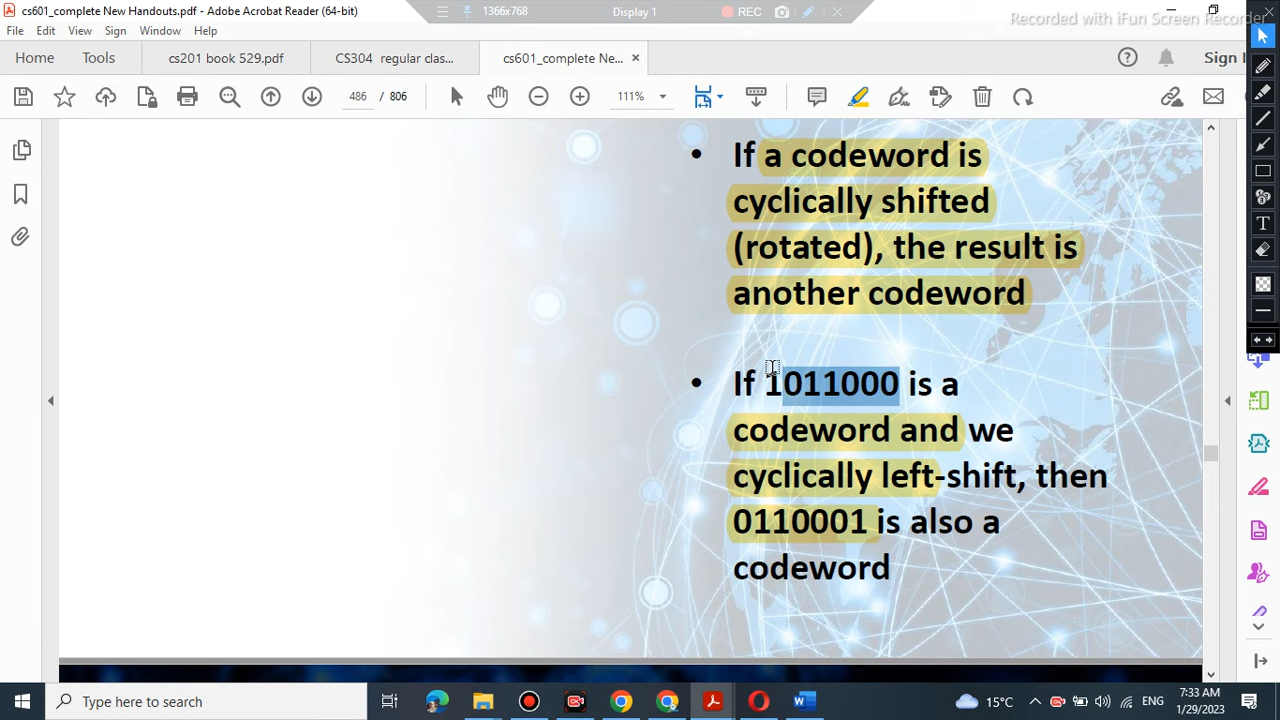 cs601_complete New Handouts.pdf - Adobe Acrobat Reader (64-bit)
1366x768
Display 1
REC
Recorded with iFun Screen Recorder
File Edit View Sign Window Help
Home Tools cs201 book 529.pdf CS304 regular clas... cs601_complete Ne... Sign I
486 / 806
111%
• If a codeword is
cyclically shifted
(rotated), the result is
another codeword
• If 1011000 is a
codeword and we
cyclically left-shift, then
0110001 is also a
codeword
Type here to search
15°C
ENG
7:33 AM
1/29/2023